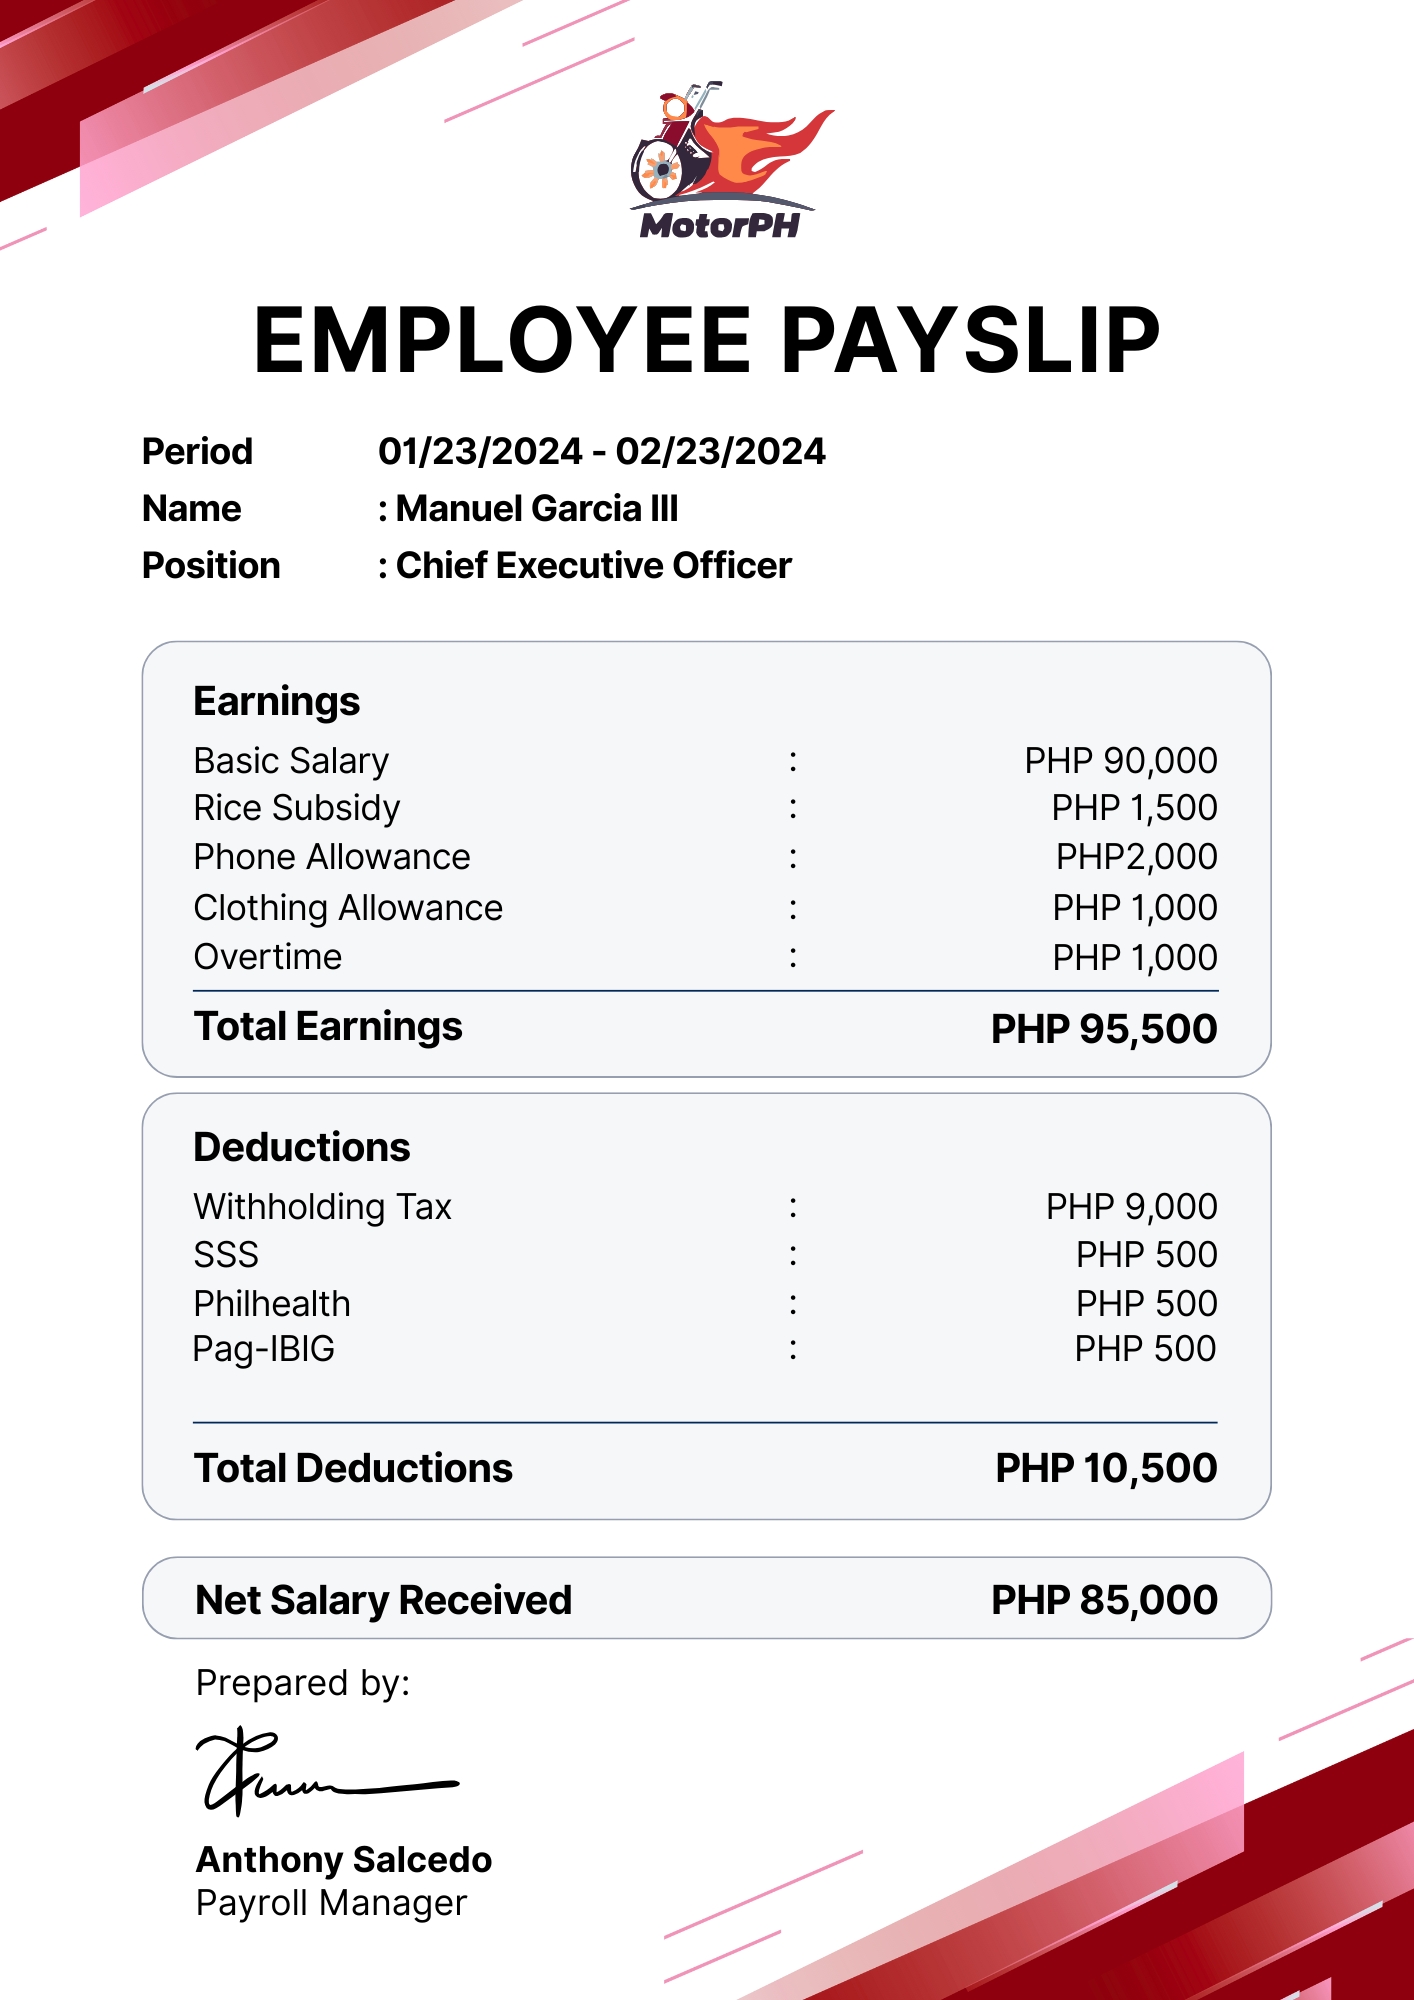 MotorPH
EMPLOYEE PAYSLIP
Period 01/23/2024 - 02/23/2024
Name : Manuel Garcia III
Position : Chief Executive Officer
Earnings
Basic Salary : PHP 90,000
Rice Subsidy : PHP 1,500
Phone Allowance : PHP2,000
Clothing Allowance : PHP 1,000
Overtime : PHP 1,000
Total Earnings PHP 95,500
Deductions
Withholding Tax : PHP 9,000
SSS : PHP 500
Philhealth : PHP 500
Pag-IBIG : PHP 500
Total Deductions PHP 10,500
Net Salary Received PHP 85,000
Prepared by:
Anthony Salcedo
Payroll Manager